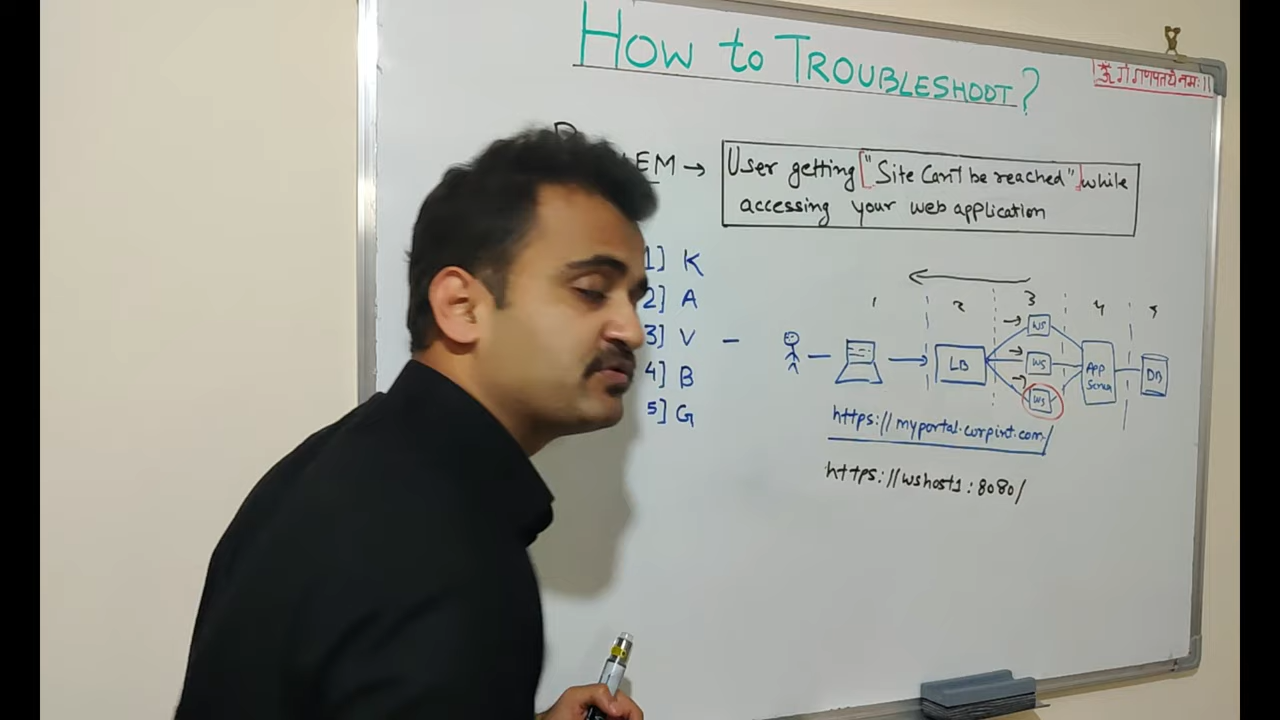 How to TROUBLESHOOT?
|ॐ गं गणपतये नमः||
EM → User getting ["Site Can't be reached"] while
accessing your web application
1] K
2] A
3] V –
4] B
5] G
1 2 3 4 5
WS
WS
WS
LB
App
Server
DB
https://myportal.corpint.com/
https://wshost1:8080/